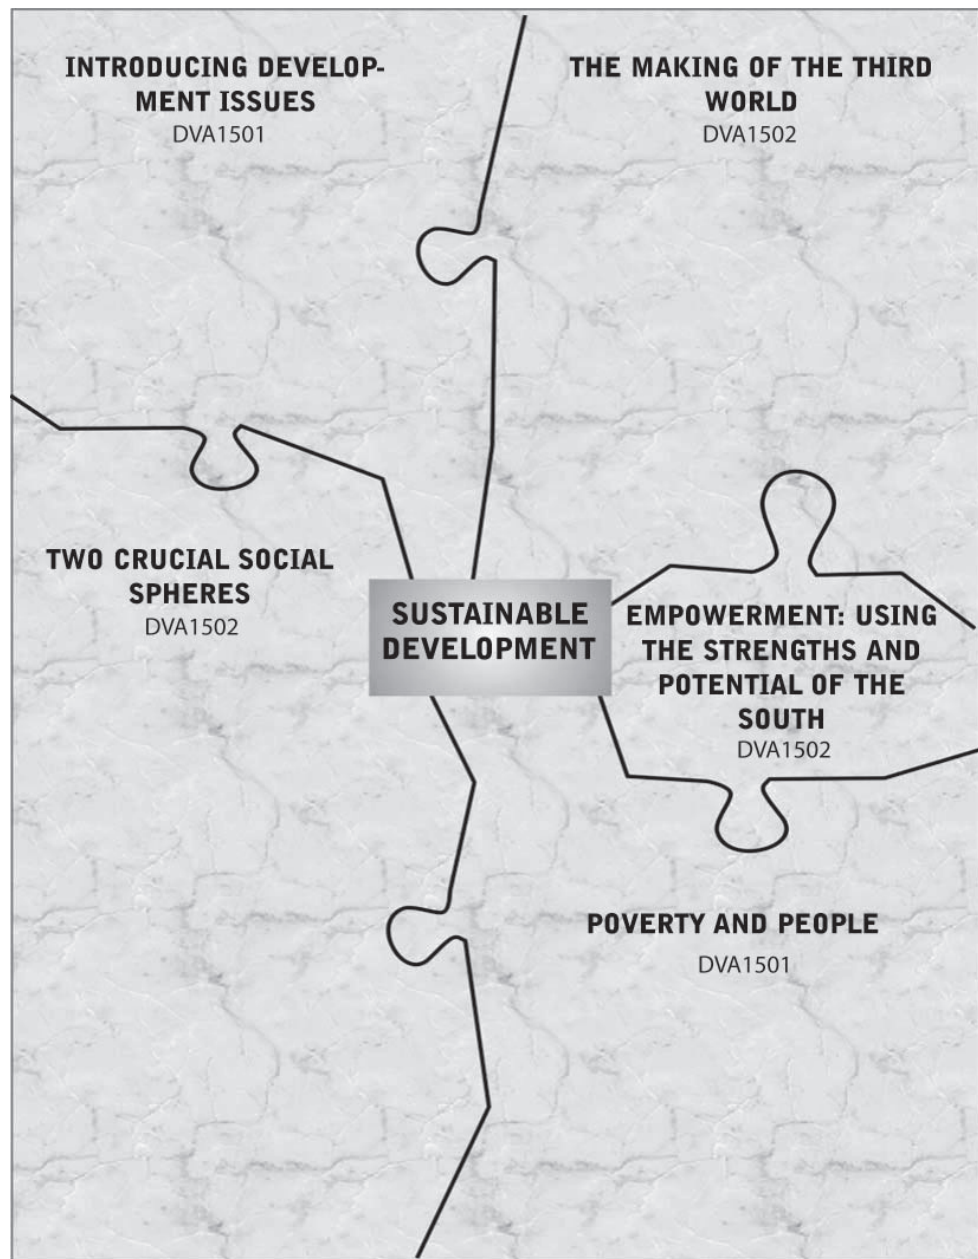 INTRODUCING DEVELOP-
MENT ISSUES
DVA1501
THE MAKING OF THE THIRD
WORLD
DVA1502
TWO CRUCIAL SOCIAL
SPHERES
DVA1502
SUSTAINABLE
DEVELOPMENT
EMPOWERMENT: USING
THE STRENGTHS AND
POTENTIAL OF THE
SOUTH
DVA1502
POVERTY AND PEOPLE
DVA1501